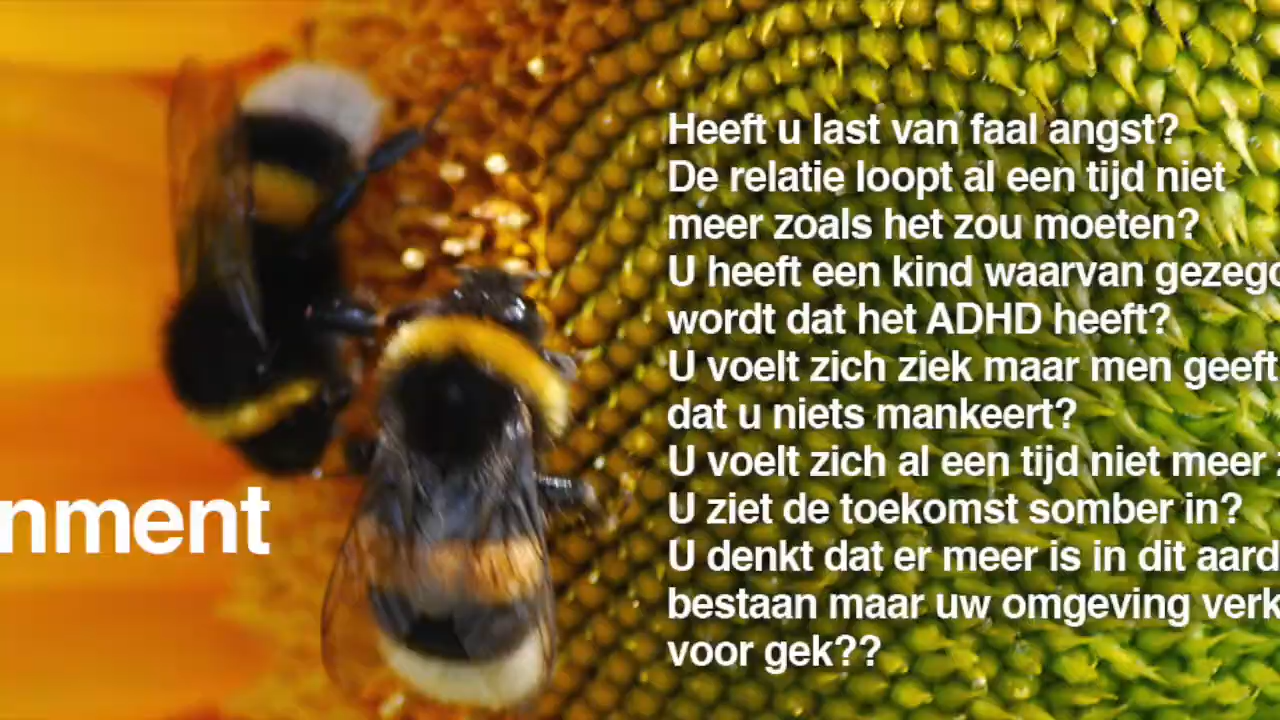 Heeft u last van faal angst?
De relatie loopt al een tijd niet
meer zoals het zou moeten?
U heeft een kind waarvan
wordt dat het ADHD heeft?
U voelt zich ziek maar men geeft
dat u niets mankeert?
U voelt zich al een tijd niet meer
U ziet de toekomst somber in?
U denkt dat er meer is in dit
bestaan maar uw omgeving
voor gek??
nment